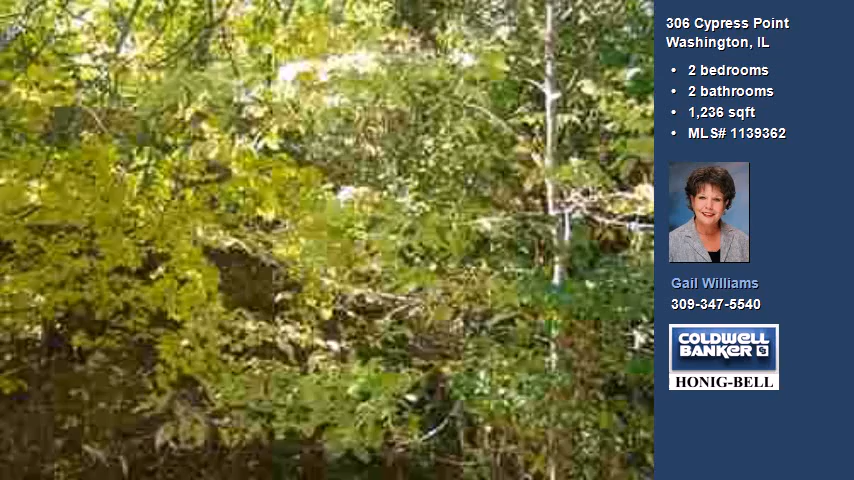 306 Cypress Point
Washington, IL
• 2 bedrooms
• 2 bathrooms
• 1,236 sqft
• MLS# 1139362
Gail Williams
309-347-5540
COLDWELL
BANKER
HONIG-BELL